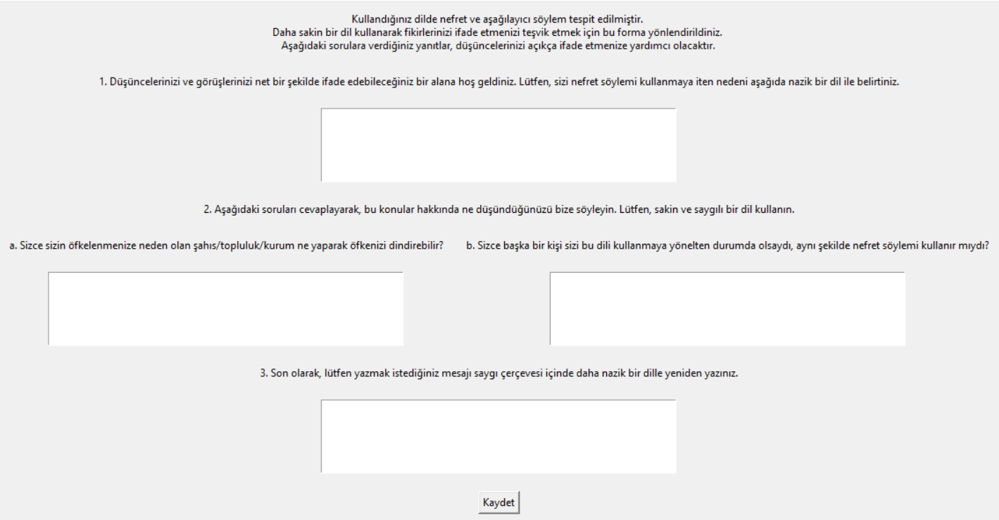 Kullandığınız dilde nefret ve aşağılayıcı söylem tespit edilmiştir.
Daha sakin bir dil kullanarak fikirlerinizi ifade etmenizi teşvik etmek için bu forma yönlendirildiniz.
Aşağıdaki sorulara verdiğiniz yanıtlar, düşüncelerinizi açıkça ifade etmenize yardımcı olacaktır.
1. Düşüncelerinizi ve görüşlerinizi net bir şekilde ifade edebileceğiniz bir alana hoş geldiniz. Lütfen, sizi nefret söylemi kullanmaya iten nedeni aşağıda nazik bir dil ile belirtiniz.
2. Aşağıdaki soruları cevaplayarak, bu konular hakkında ne düşündüğünüzü bize söyleyin. Lütfen, sakin ve saygılı bir dil kullanın.
a. Sizce sizin öfkelenmenize neden olan şahıs/topluluk/kurum ne yaparak öfkenizi dindirebilir?
b. Sizce başka bir kişi sizi bu dili kullanmaya yönelten durumda olsaydı, aynı şekilde nefret söylemi kullanır mıydı?
3. Son olarak, lütfen yazmak istediğiniz mesajı saygı çerçevesi içinde daha nazik bir dille yeniden yazınız.
Kaydet